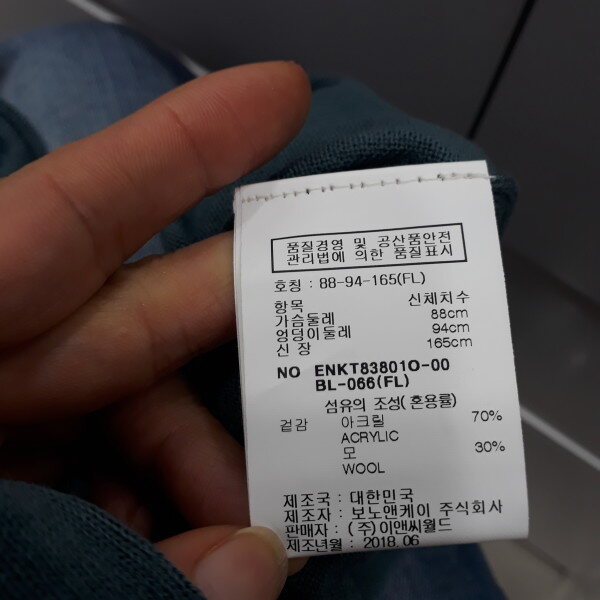 품질경영 및 공산품안전
관리법에 의한 품질표시
호칭 : 88-94-165(FL)
항목 신체치수
가슴둘레 88cm
엉덩이둘레 94cm
신 장 165cm
NO ENKT83801O-00
BL-066(FL)
섬유의 조성(혼용률)
겉감 아크릴 70%
ACRYLIC
모 30%
WOOL
제조국 : 대한민국
제조자 : 보노앤케이 주식회사
판매자 : (주)이앤씨월드
제조년월 : 2018.06